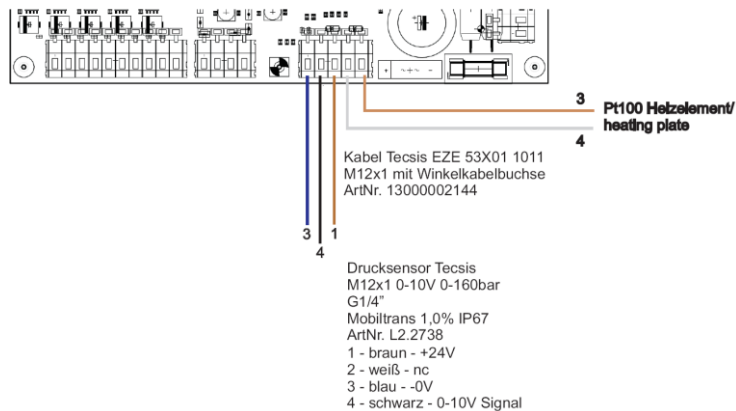 3
Pt100 Heizelement/
heating plate
4
Kabel Tecsis EZE 53X01 1011
M12x1 mit Winkelkabelbuchse
ArtNr. 13000002144
3
4
1
Drucksensor Tecsis
M12x1 0-10V 0-160bar
G1/4"
Mobiltrans 1,0% IP67
ArtNr. L2.2738
1 - braun - +24V
2 - weiß - nc
3 - blau - -0V
4 - schwarz - 0-10V Signal